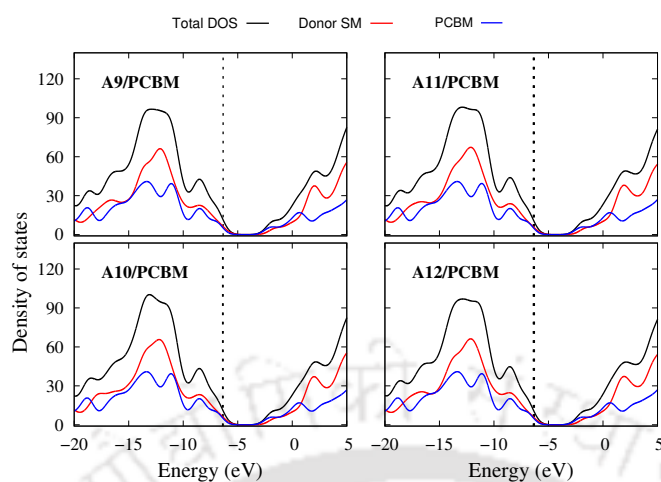 Total DOS Donor SM PCBM
Density of states
A9/PCBM A11/PCBM
120
90
60
30
0
A10/PCBM A12/PCBM
120
90
60
30
0
−20 −15 −10 −5 0 5 −20 −15 −10 −5 0 5
Energy (eV) Energy (eV)